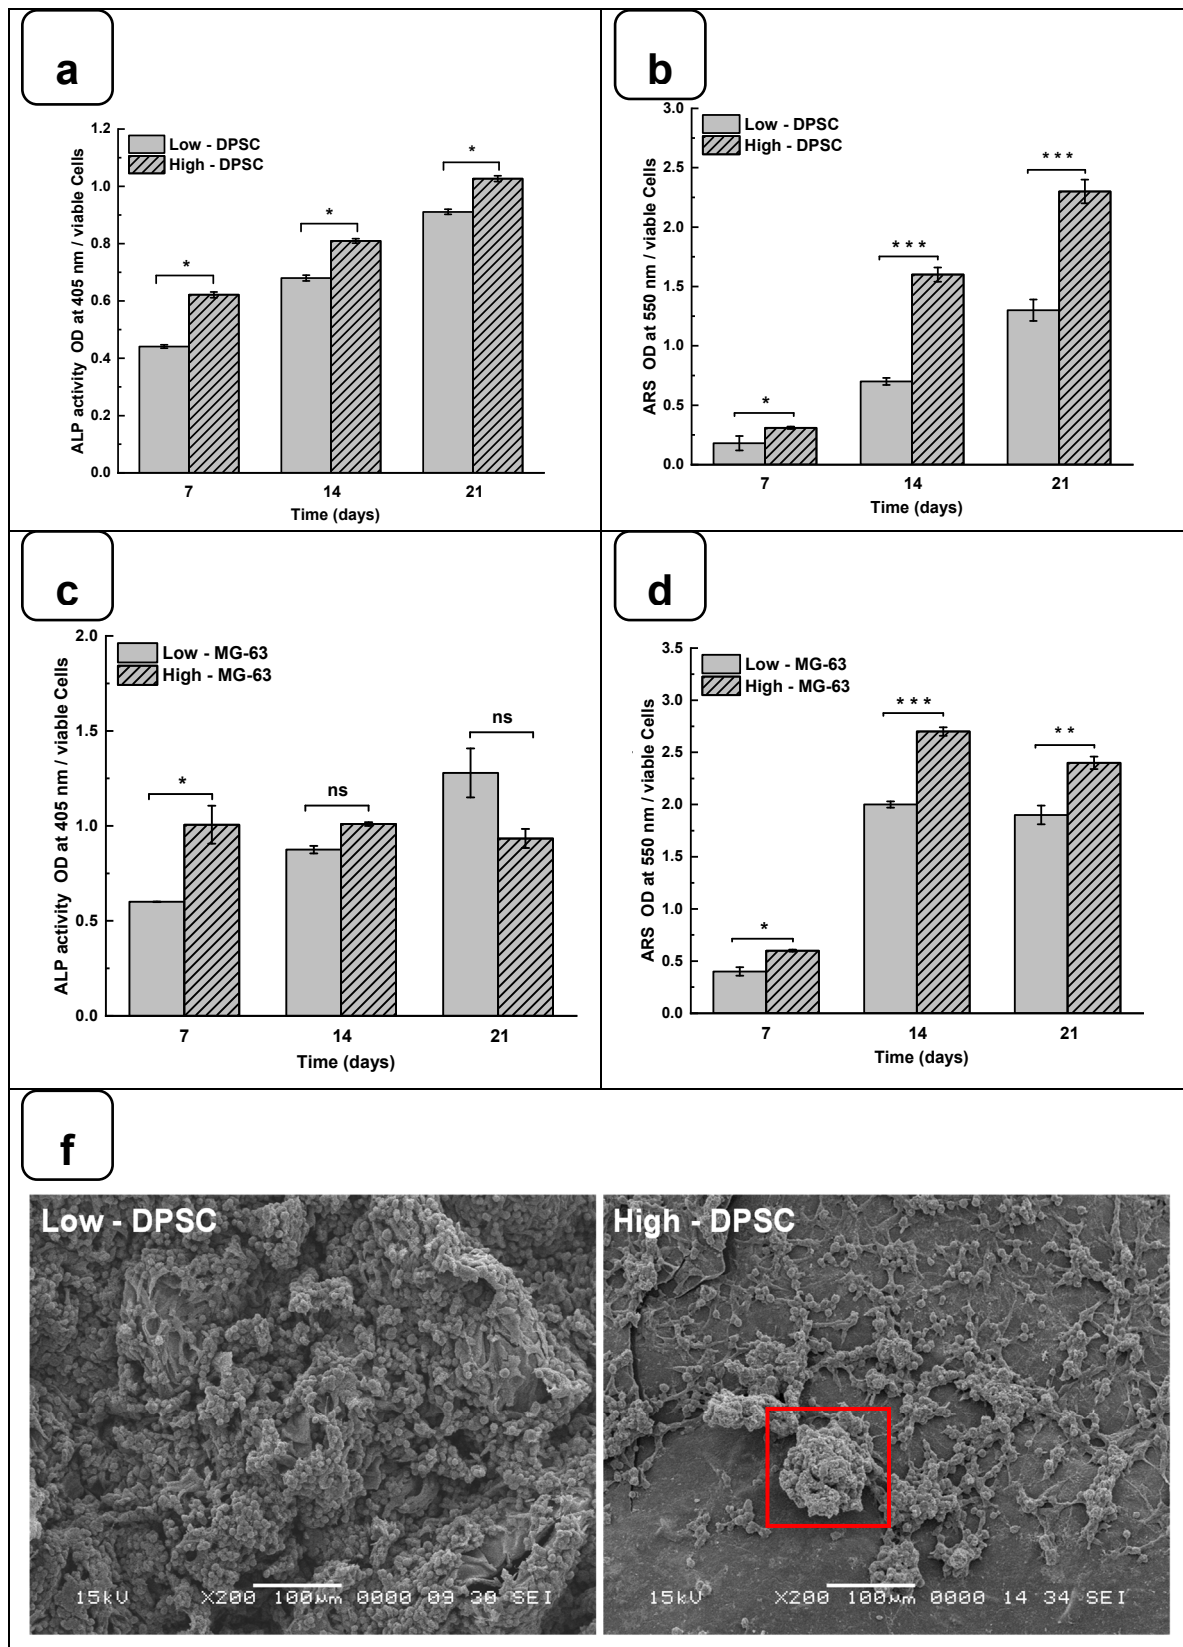 a
Low - DPSC
High - DPSC
1.2
1.0
0.8
0.6
0.4
0.2
0.0
*
*
*
7 14 21
Time (days)
ALP activity OD at 405 nm / viable Cells
b
Low - DPSC
High - DPSC
3.0
2.5
2.0
1.5
1.0
0.5
0.0
*
***
***
7 14 21
Time (days)
ARS OD at 550 nm / viable Cells
c
Low - MG-63
High - MG-63
2.0
1.5
1.0
0.5
0.0
*
ns
ns
7 14 21
Time (days)
ALP activity OD at 405 nm / viable Cells
d
Low - MG-63
High - MG-63
3.5
3.0
2.5
2.0
1.5
1.0
0.5
0.0
*
***
**
7 14 21
Time (days)
ARS OD at 550 nm / viable Cells
f
Low - DPSC
15kV X200 100µm 0000 09 30 SEI
High - DPSC
15kV X200 100µm 0000 14 34 SEI